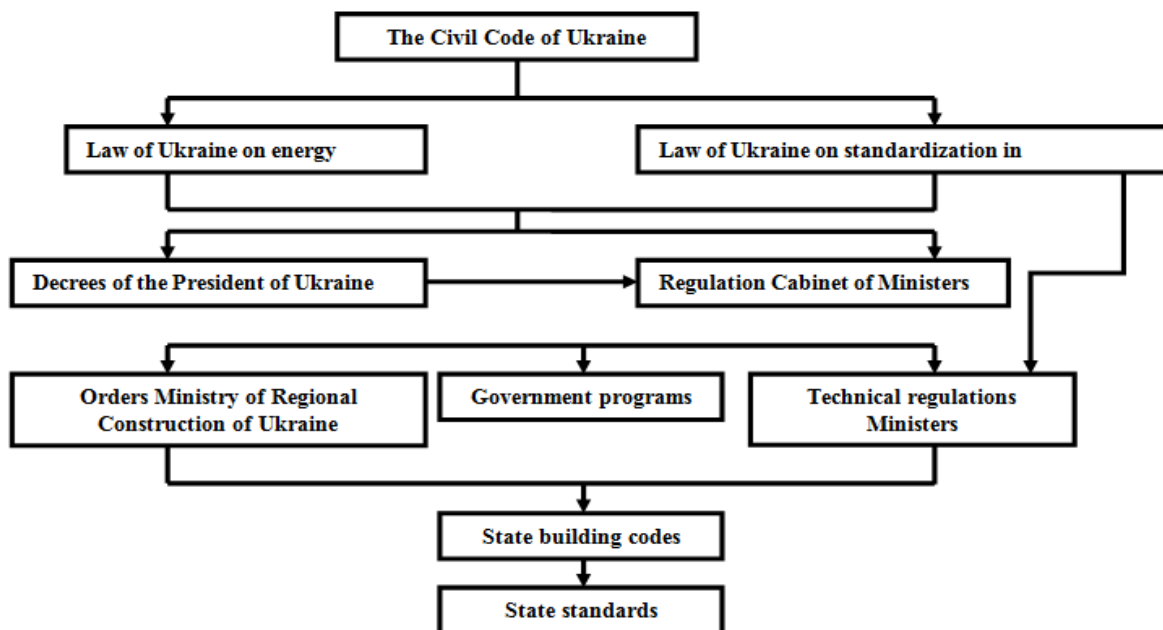 The Civil Code of Ukraine
Law of Ukraine on energy
Law of Ukraine on standardization in
Decrees of the President of Ukraine
Regulation Cabinet of Ministers
Orders Ministry of Regional
Construction of Ukraine
Government programs
Technical regulations
Ministers
State building codes
State standards